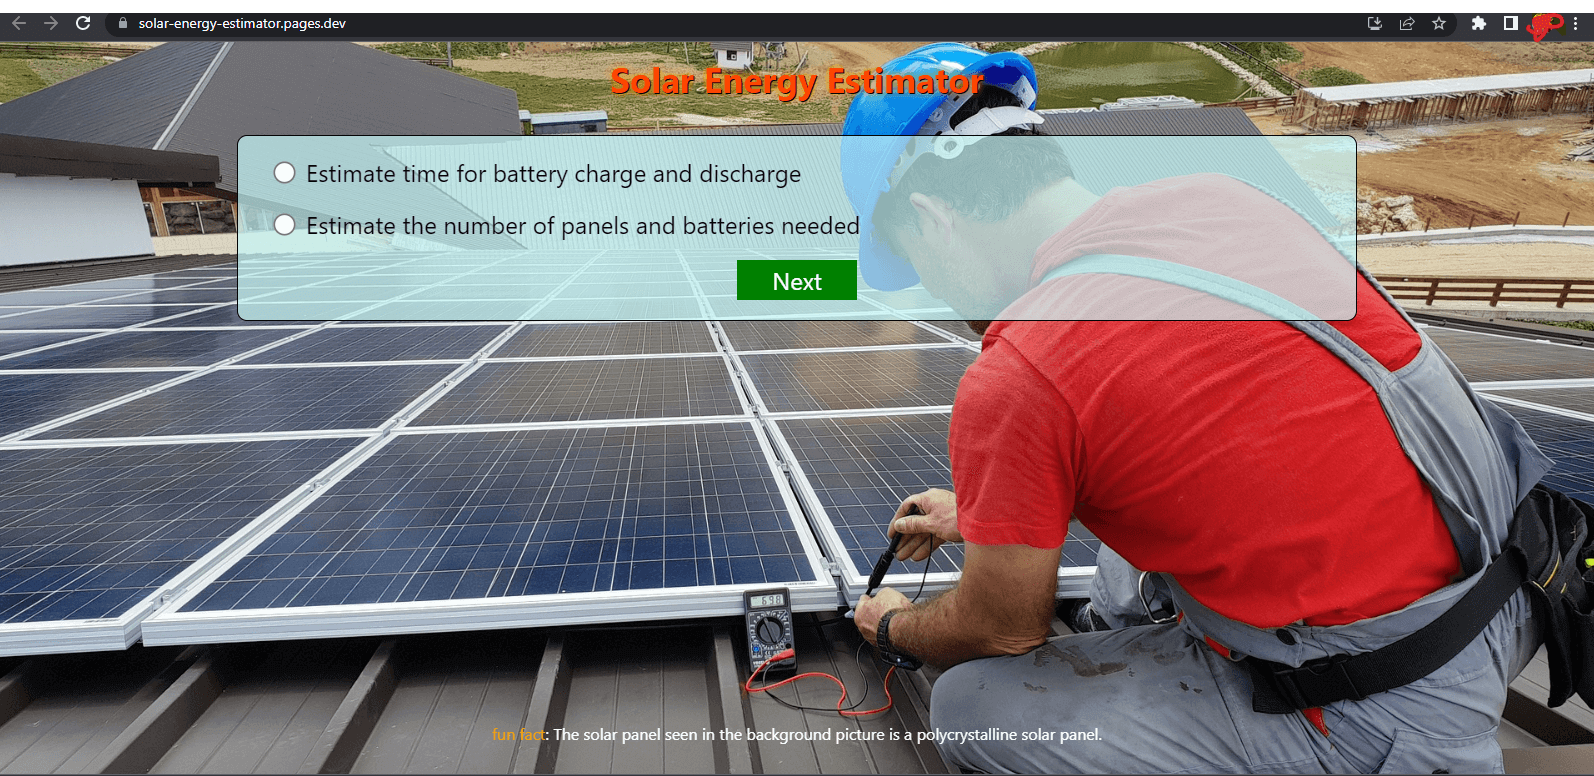 solar-energy-estimator.pages.dev
Solar Energy Estimator
Estimate time for battery charge and discharge
Estimate the number of panels and batteries needed
Next
698
fun fact: The solar panel seen in the background picture is a polycrystalline solar panel.